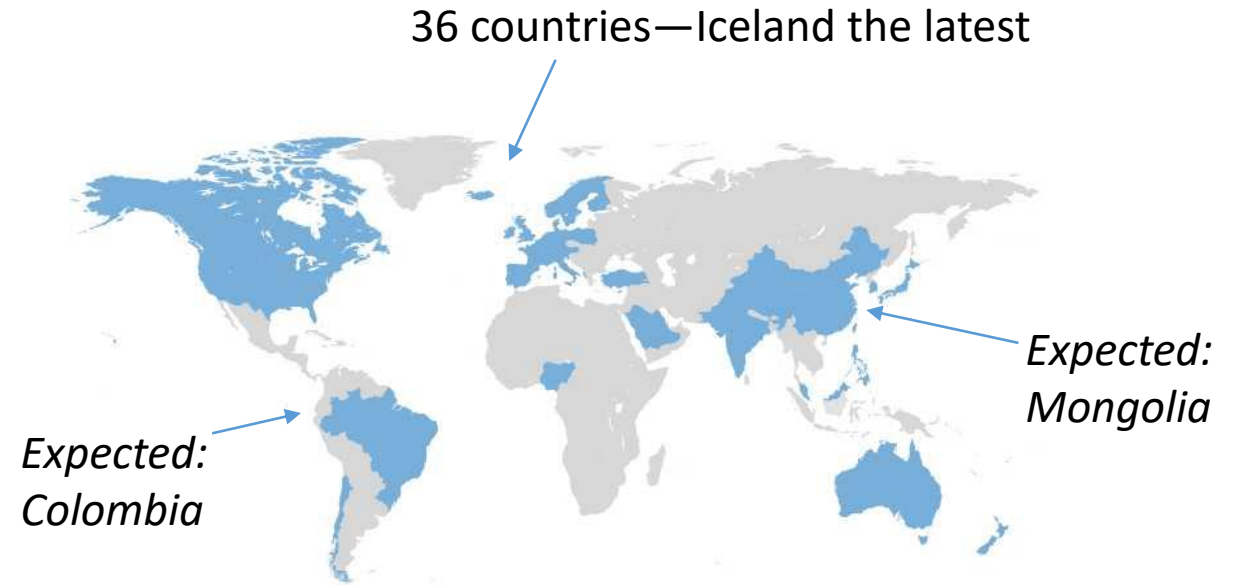 36 countries—Iceland the latest
Expected:
Mongolia
Expected:
Colombia